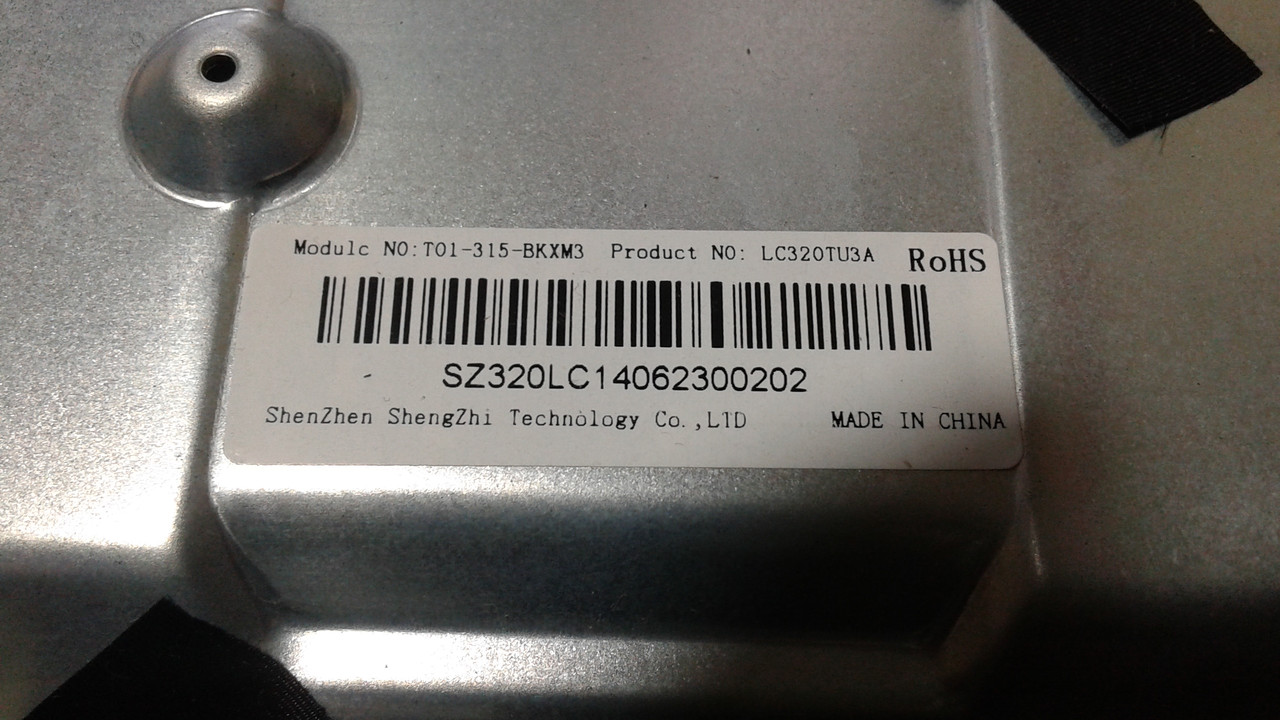 Modulc NO:T01-315-BKXM3 Product NO: LC320TU3A RoHS
SZ320LC14062300202
ShenZhen ShengZhi Technology Co.,LTD MADE IN CHINA